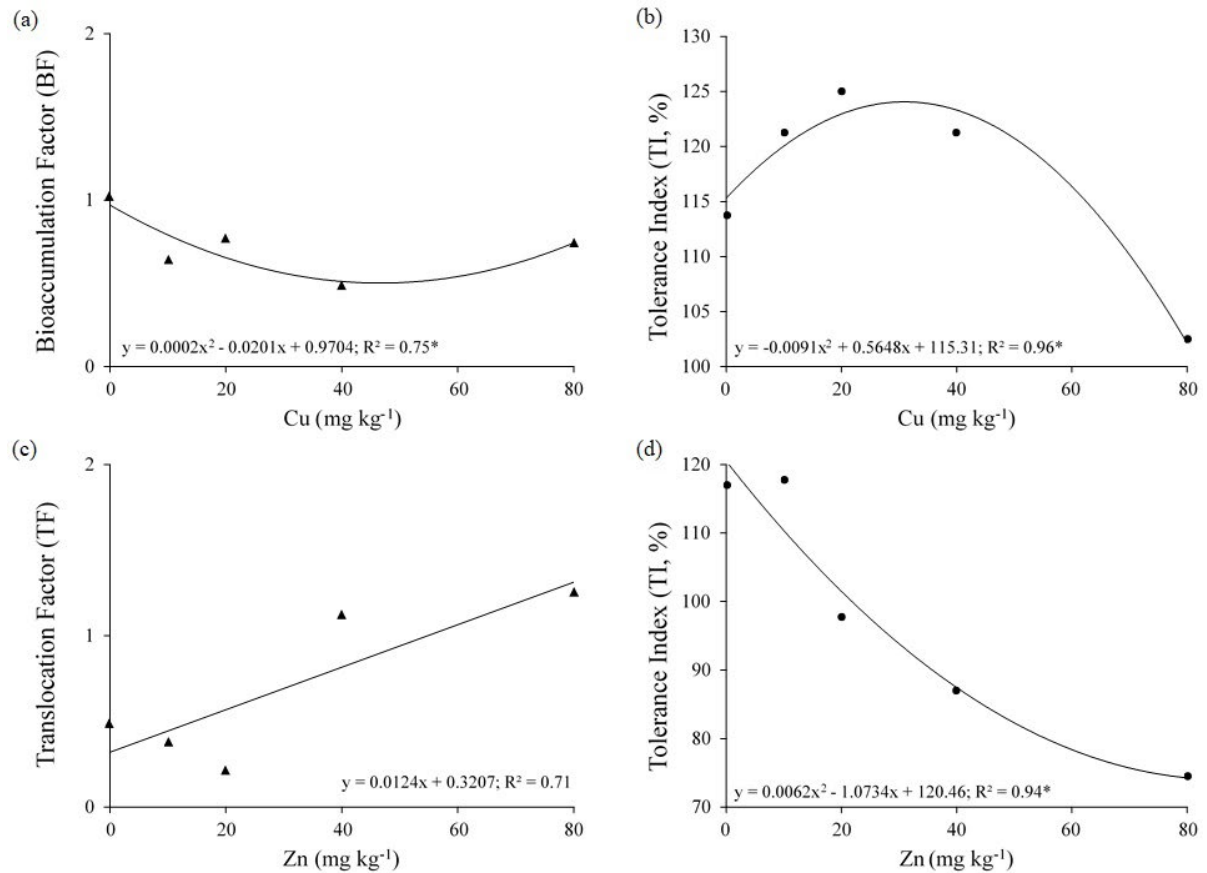 (a)
Bioaccumulation Factor (BF)
2
1
0
y = 0.0002x² - 0.0201x + 0.9704; R² = 0.75*
0 20 40 60 80
Cu (mg kg⁻¹)
(b)
Tolerance Index (TI, %)
130
125
120
115
110
105
100
y = -0.0091x² + 0.5648x + 115.31; R² = 0.96*
0 20 40 60 80
Cu (mg kg⁻¹)
(c)
Translocation Factor (TF)
2
1
0
y = 0.0124x + 0.3207; R² = 0.71
0 20 40 60 80
Zn (mg kg⁻¹)
(d)
Tolerance Index (TI, %)
120
110
100
90
80
70
y = 0.0062x² - 1.0734x + 120.46; R² = 0.94*
0 20 40 60 80
Zn (mg kg⁻¹)